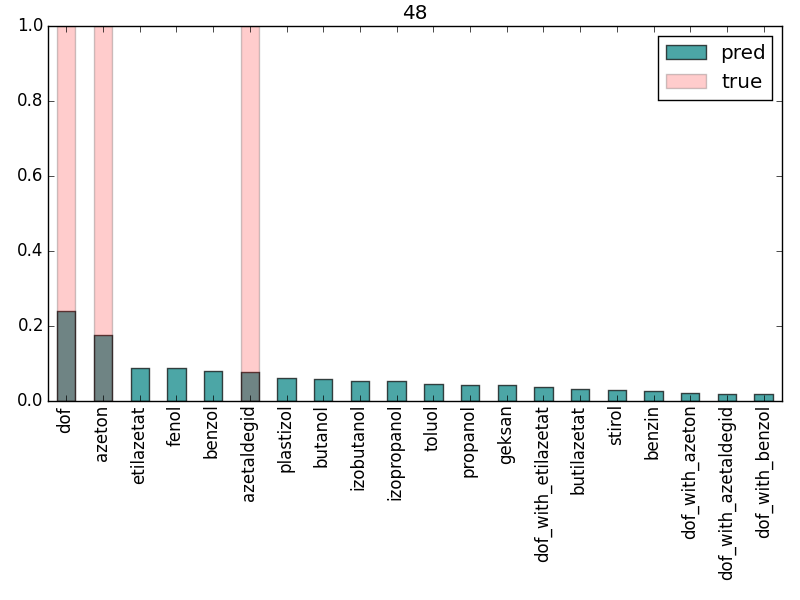 48
1.0
0.8
0.6
0.4
0.2
0.0
pred
true
dof
azeton
etilazetat
fenol
benzol
azetaldegid
plastizol
butanol
izobutanol
izopropanol
toluol
propanol
geksan
dof_with_etilazetat
butilazetat
stirol
benzin
dof_with_azeton
dof_with_azetaldegid
dof_with_benzol